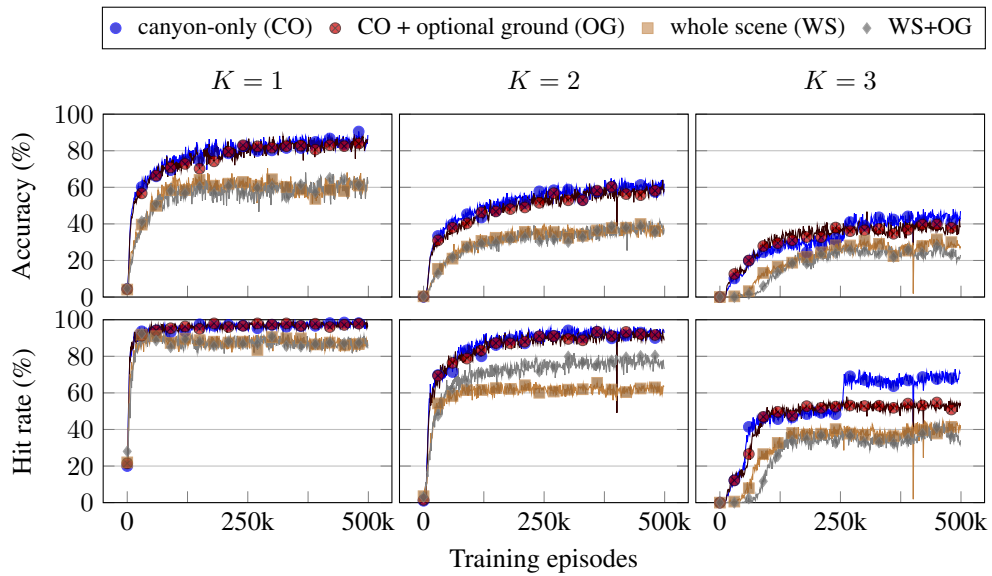 canyon-only (CO) CO + optional ground (OG) whole scene (WS) WS+OG
K = 1 K = 2 K = 3
Accuracy (%)
100
80
60
40
20
0
Hit rate (%)
100
80
60
40
20
0
0 250k 500k 0 250k 500k 0 250k 500k
Training episodes